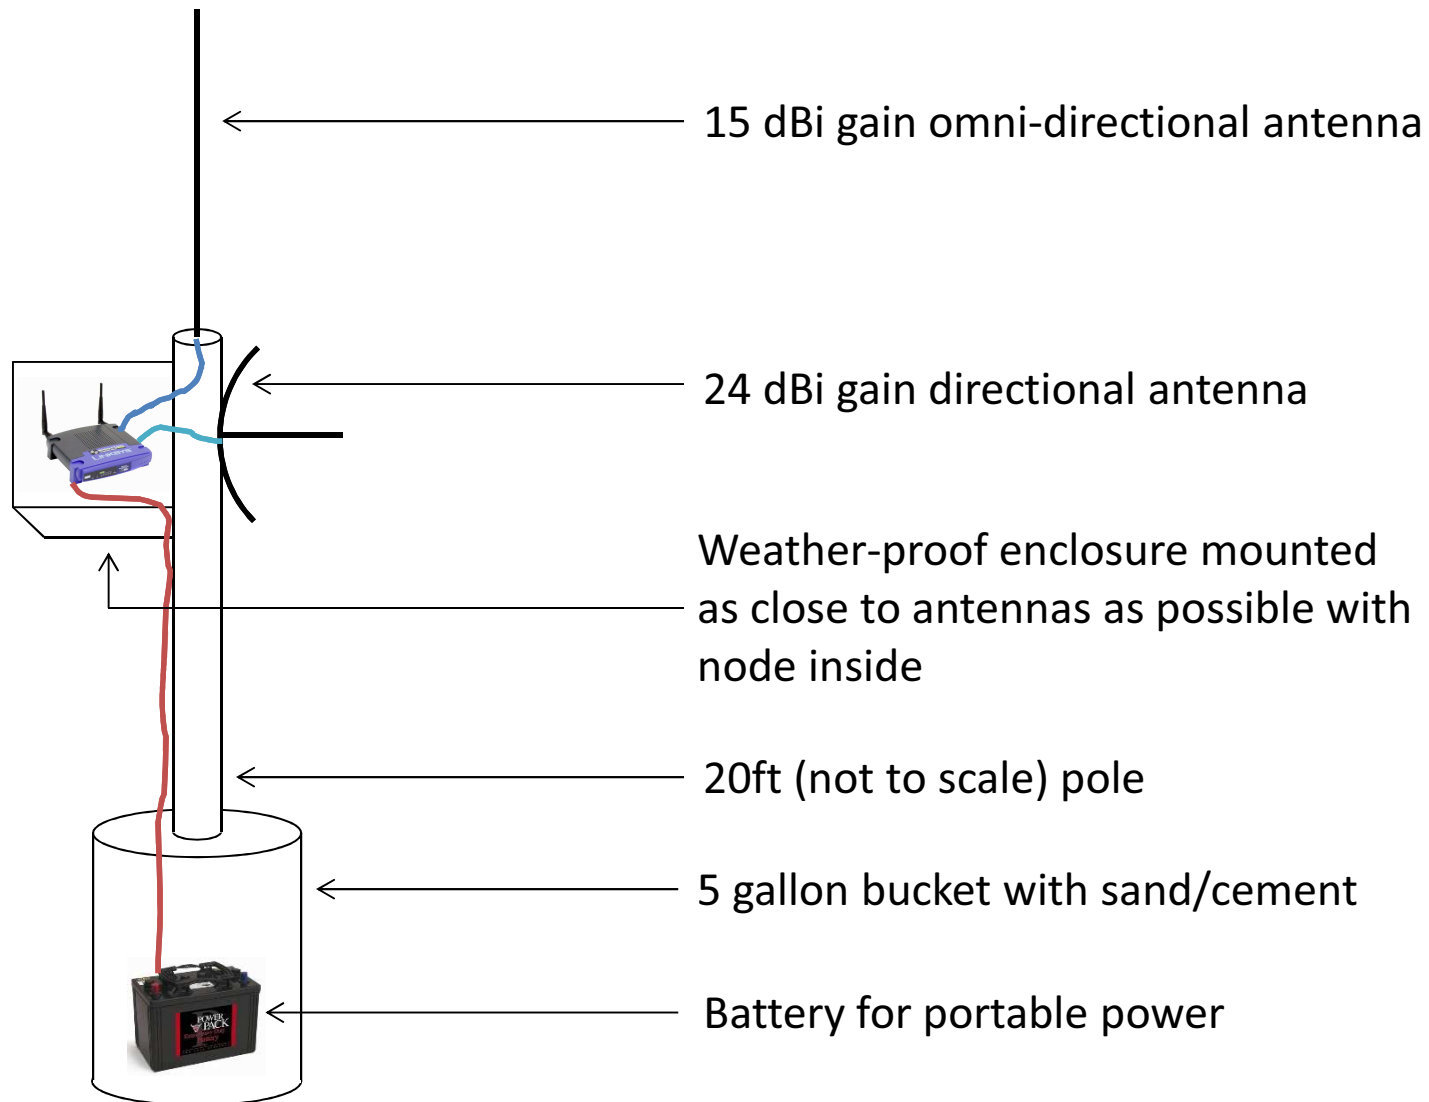 15 dBi gain omni-directional antenna
24 dBi gain directional antenna
LINKSYS
Weather-proof enclosure mounted
as close to antennas as possible with
node inside
20ft (not to scale) pole
5 gallon bucket with sand/cement
POWER
PACK
Battery
Battery for portable power